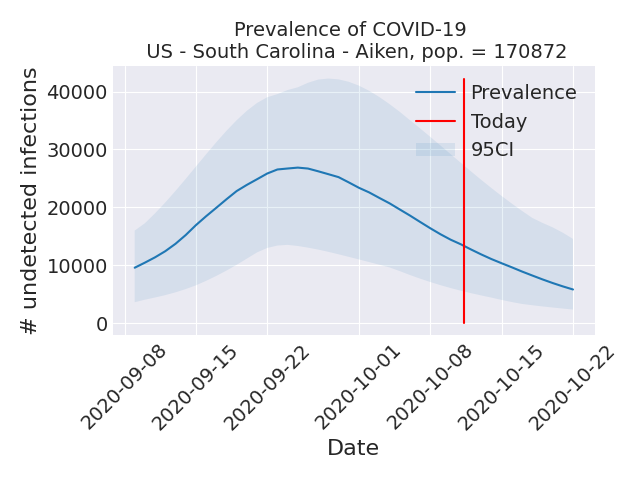 Prevalence of COVID-19
US - South Carolina - Aiken, pop. = 170872
# undetected infections
40000
30000
20000
10000
0
Prevalence
Today
95CI
2020-09-08
2020-09-15
2020-09-22
2020-10-01
2020-10-08
2020-10-15
2020-10-22
Date